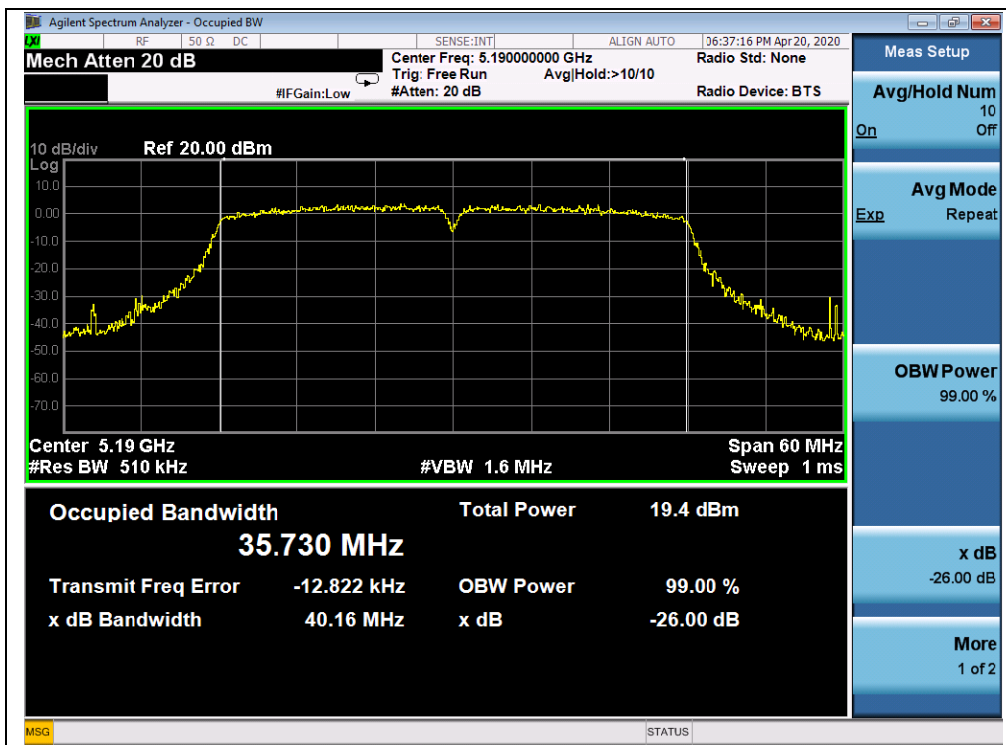 Agilent Spectrum Analyzer - Occupied BW
LXI RF 50 Ω DC SENSE:INT ALIGN AUTO 06:37:16 PM Apr 20, 2020
Mech Atten 20 dB
Center Freq: 5.190000000 GHz Radio Std: None
Trig: Free Run Avg|Hold:>10/10
#IFGain:Low #Atten: 20 dB Radio Device: BTS
10 dB/div Ref 20.00 dBm
Log
10.0
0.00
-10.0
-20.0
-30.0
-40.0
-50.0
-60.0
-70.0
Center 5.19 GHz Span 60 MHz
#Res BW 510 kHz #VBW 1.6 MHz Sweep 1 ms
Occupied Bandwidth Total Power 19.4 dBm
35.730 MHz
Transmit Freq Error -12.822 kHz OBW Power 99.00 %
x dB Bandwidth 40.16 MHz x dB -26.00 dB
Meas Setup
Avg/Hold Num
10
On Off
Avg Mode
Exp Repeat
OBW Power
99.00 %
x dB
-26.00 dB
More
1 of 2
MSG STATUS